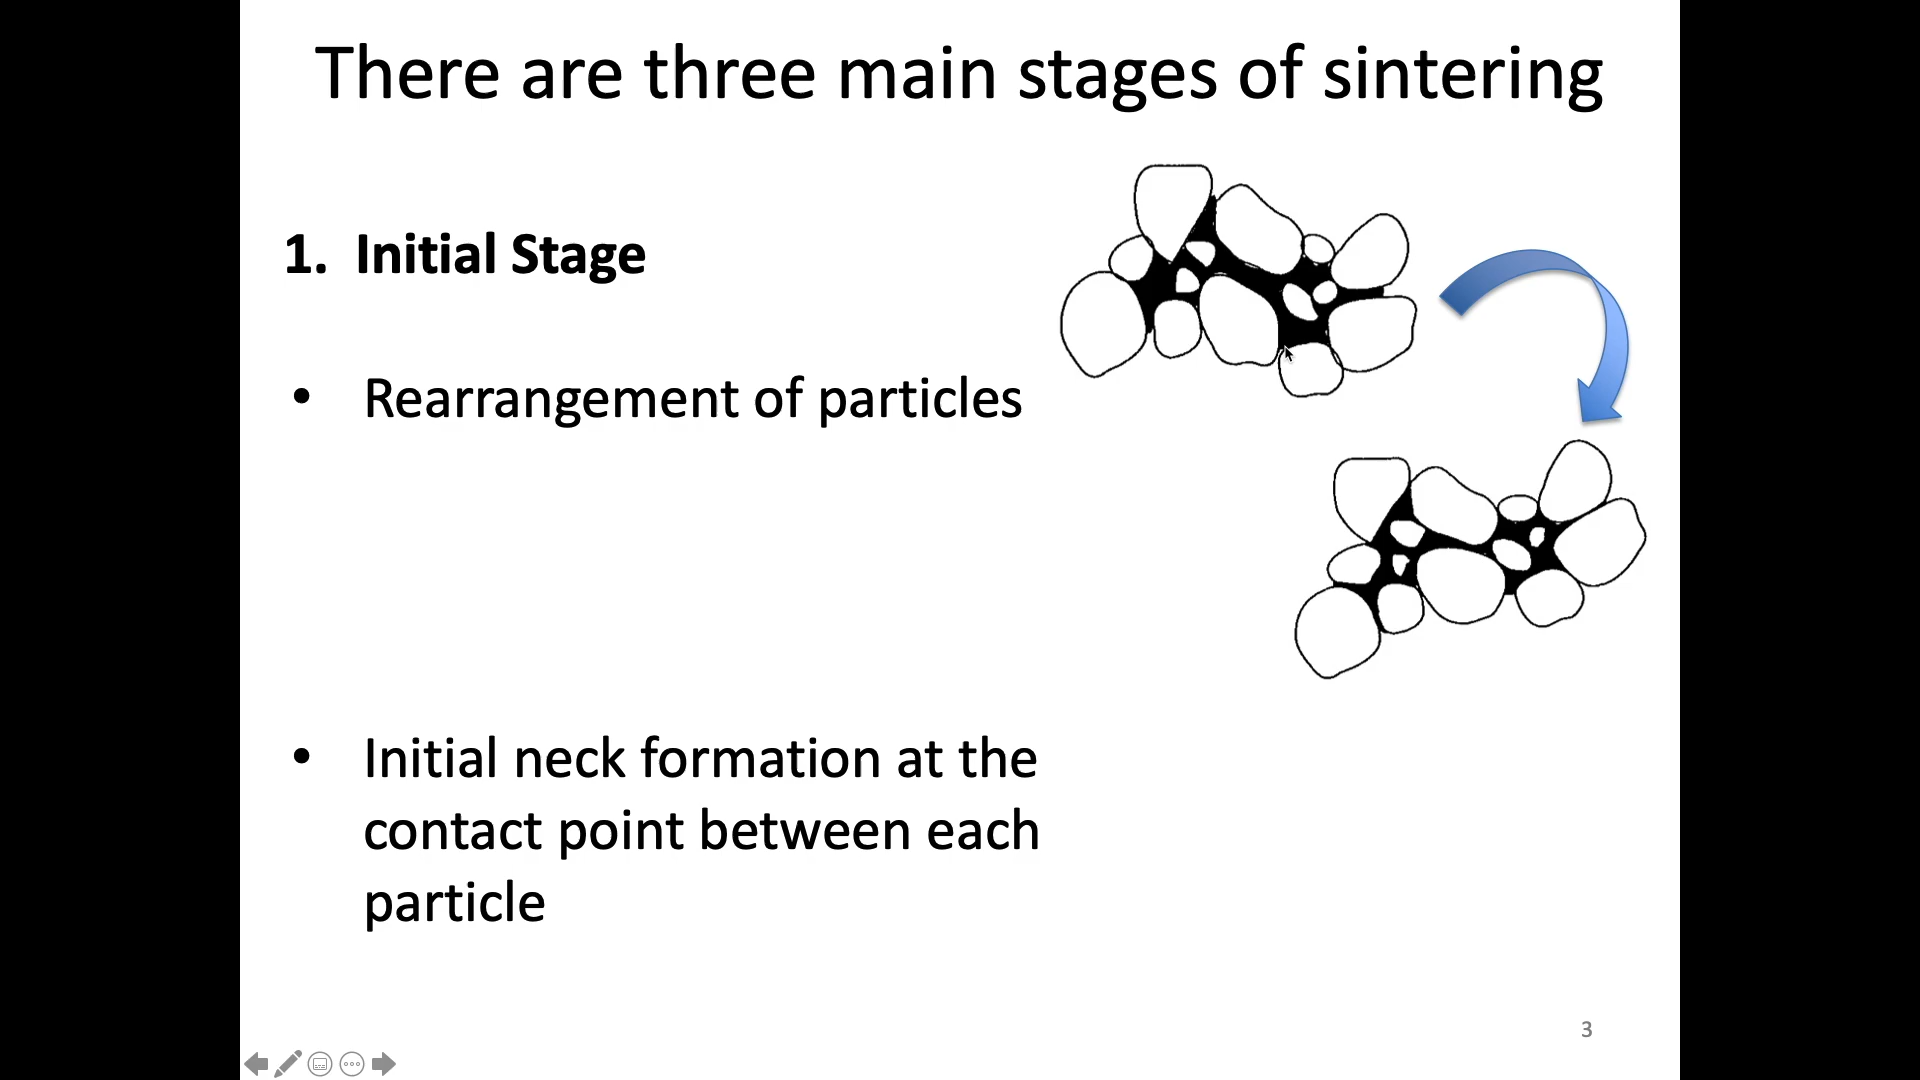 There are three main stages of sintering
1. Initial Stage
• Rearrangement of particles
• Initial neck formation at the
contact point between each
particle
3